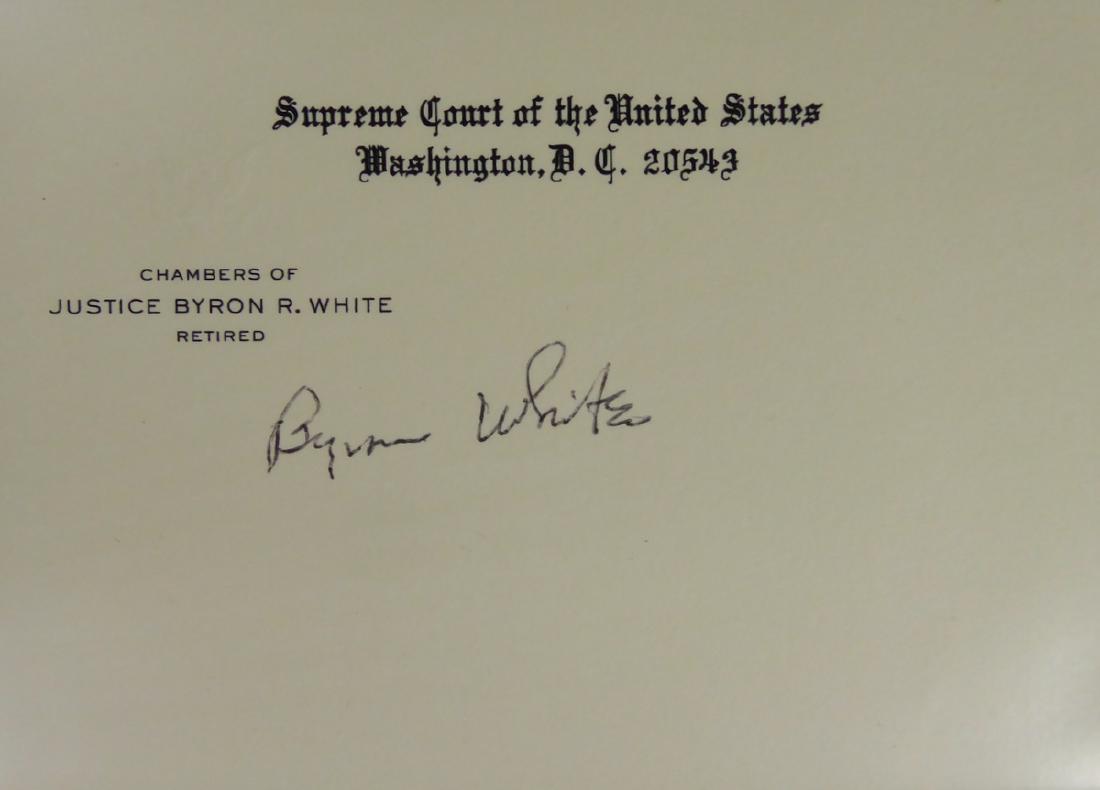 Supreme Court of the United States
Washington, D. C. 20543
CHAMBERS OF
JUSTICE BYRON R. WHITE
RETIRED
Byron White